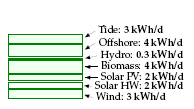 Tide: 3 kWh/d
Offshore: 4 kWh/d
Hydro: 0.3 kWh/d
Biomass: 4 kWh/d
Solar PV: 2 kWh/d
Solar HW: 2 kWh/d
Wind: 3 kWh/d